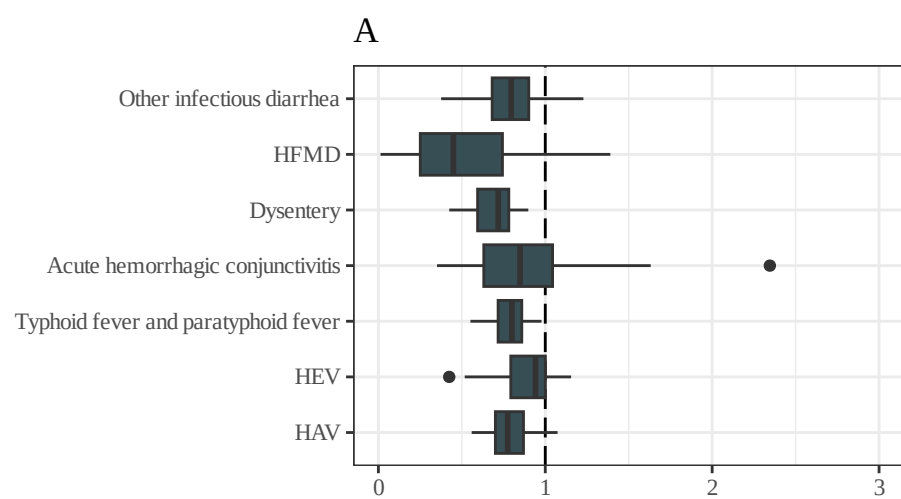 A
Other infectious diarrhea
HFMD
Dysentery
Acute hemorrhagic conjunctivitis
Typhoid fever and paratyphoid fever
HEV
HAV
0 1 2 3